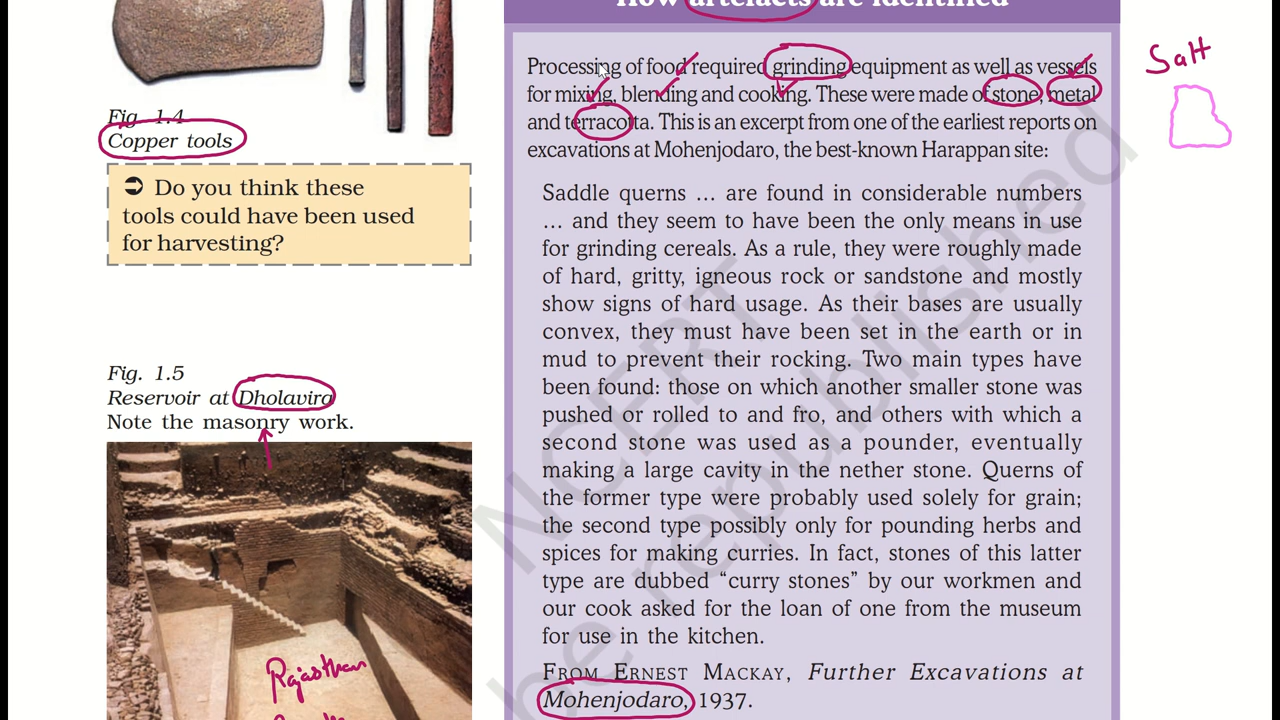 How artefacts are identified
Fig. 1.4
Copper tools
➲ Do you think these
tools could have been used
for harvesting?
Fig. 1.5
Reservoir at Dholavira
Note the masonry work.
Rajasthan
Processing of food required grinding equipment as well as vessels
for mixing, blending and cooking. These were made of stone, metal
and terracotta. This is an excerpt from one of the earliest reports on
excavations at Mohenjodaro, the best-known Harappan site:
Saddle querns … are found in considerable numbers
… and they seem to have been the only means in use
for grinding cereals. As a rule, they were roughly made
of hard, gritty, igneous rock or sandstone and mostly
show signs of hard usage. As their bases are usually
convex, they must have been set in the earth or in
mud to prevent their rocking. Two main types have
been found: those on which another smaller stone was
pushed or rolled to and fro, and others with which a
second stone was used as a pounder, eventually
making a large cavity in the nether stone. Querns of
the former type were probably used solely for grain;
the second type possibly only for pounding herbs and
spices for making curries. In fact, stones of this latter
type are dubbed “curry stones” by our workmen and
our cook asked for the loan of one from the museum
for use in the kitchen.
FROM ERNEST MACKAY, Further Excavations at
Mohenjodaro, 1937.
Salt
NCERT
be republished